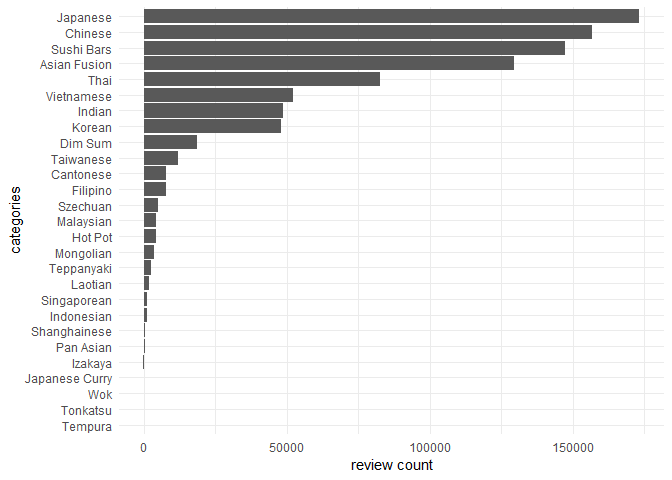 Japanese
Chinese
Sushi Bars
Asian Fusion
Thai
Vietnamese
Indian
Korean
Dim Sum
Taiwanese
Cantonese
Filipino
Szechuan
Malaysian
Hot Pot
Mongolian
Teppanyaki
Laotian
Singaporean
Indonesian
Shanghainese
Pan Asian
Izakaya
Japanese Curry
Wok
Tonkatsu
Tempura
categories
0 50000 100000 150000
review count